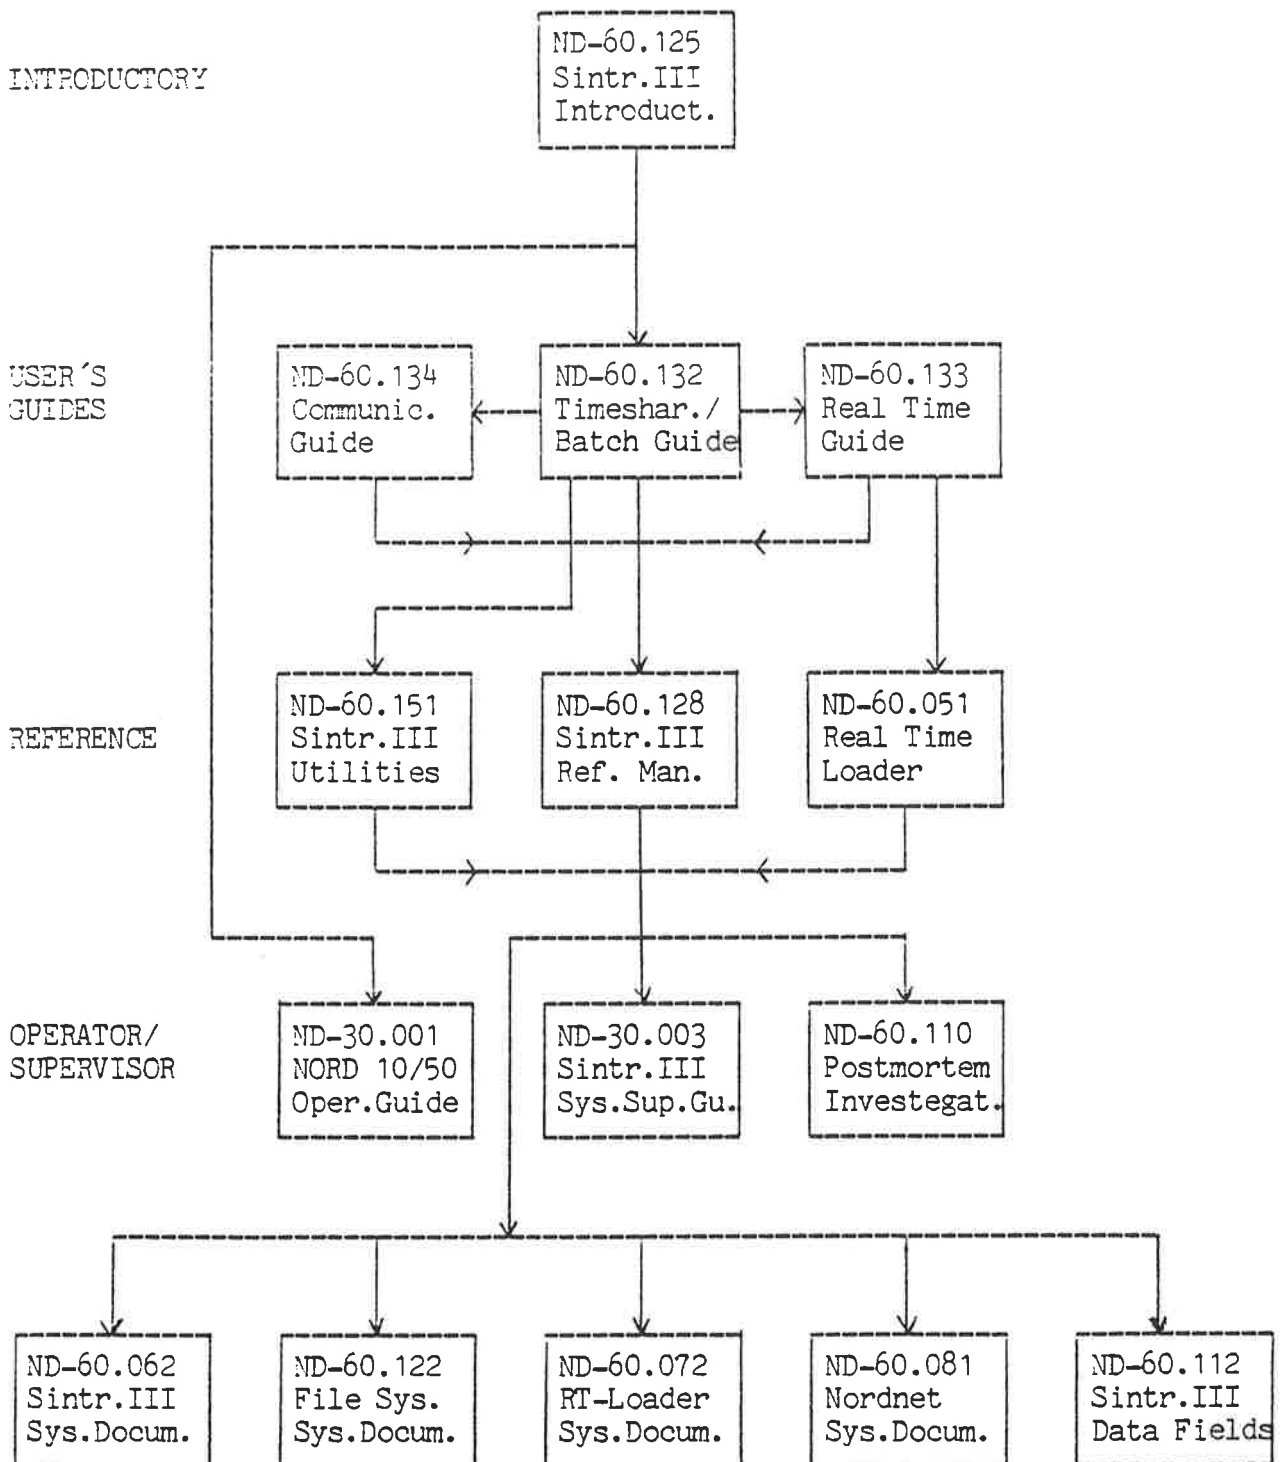 INTRODUCTORY
ND-60.125
Sintr.III
Introduct.
USER'S
GUIDES
ND-60.134
Communic.
Guide
ND-60.132
Timeshar./
Batch Guide
ND-60.133
Real Time
Guide
REFERENCE
ND-60.151
Sintr.III
Utilities
ND-60.128
Sintr.III
Ref. Man.
ND-60.051
Real Time
Loader
OPERATOR/
SUPERVISOR
ND-30.001
NORD 10/50
Oper.Guide
ND-30.003
Sintr.III
Sys.Sup.Gu.
ND-60.110
Postmortem
Investegat.
ND-60.062
Sintr.III
Sys.Docum.
ND-60.122
File Sys.
Sys.Docum.
ND-60.072
RT-Loader
Sys.Docum.
ND-60.081
Nordnet
Sys.Docum.
ND-60.112
Sintr.III
Data Fields